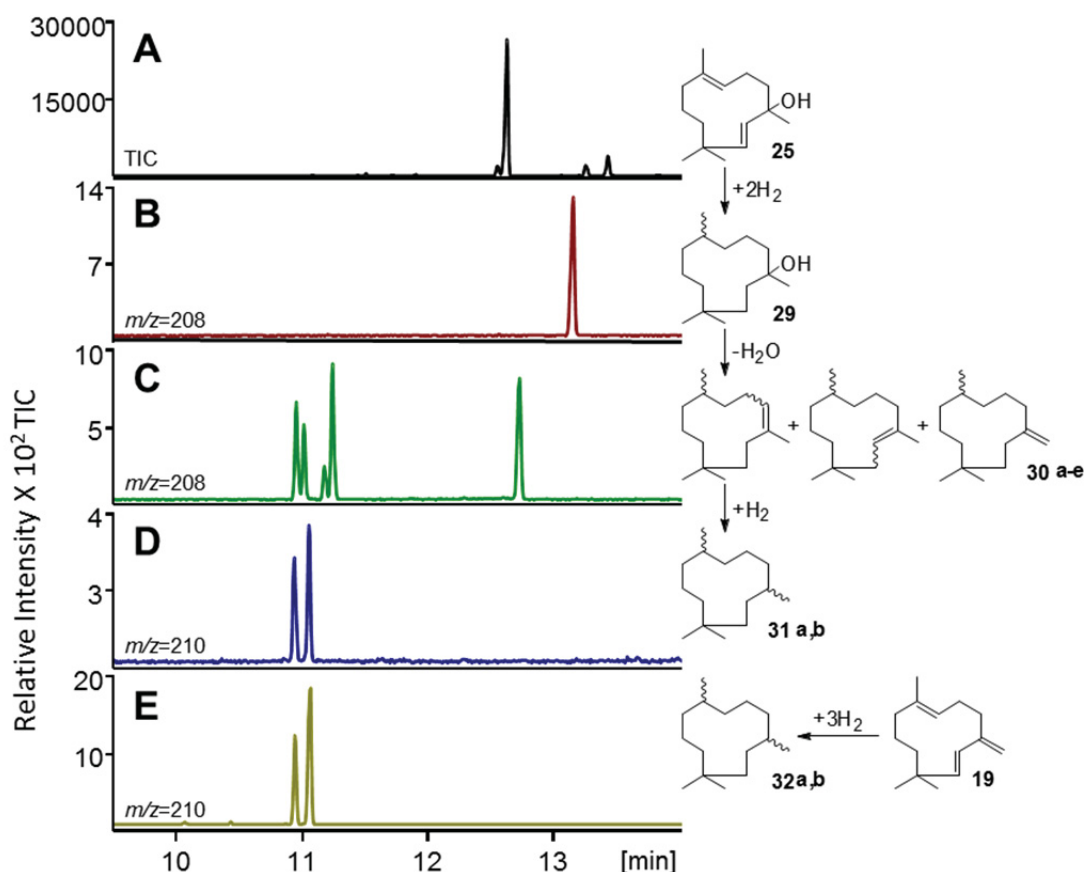 30000
15000
A
TIC
OH
25
+2H₂
14
7
B
m/z=208
OH
29
-H₂O
10
5
C
m/z=208
+
+
30 a-e
+H₂
4
3
D
m/z=210
31 a,b
20
10
E
m/z=210
+3H₂
32 a,b
19
10 11 12 13 [min]
Relative Intensity X 10² TIC